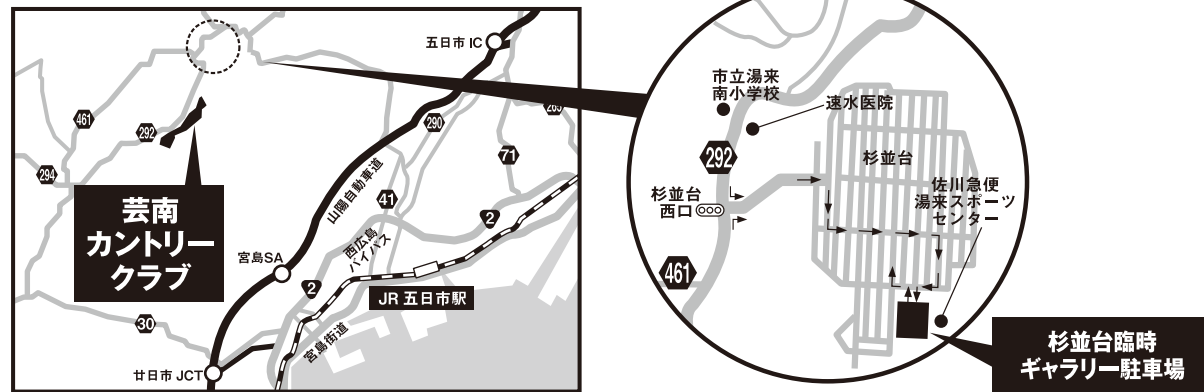 五日市 IC
461
292
290
265
71
294
41
山陽自動車道
芸南
カントリー
クラブ
2
西広島
バイパス
宮島SA
2
JR 五日市駅
30
宮島街道
廿日市 JCT
市立湯来
南小学校
速水医院
292
杉並台
杉並台
西口
佐川急便
湯来スポーツ
センター
461
杉並台臨時
ギャラリー駐車場